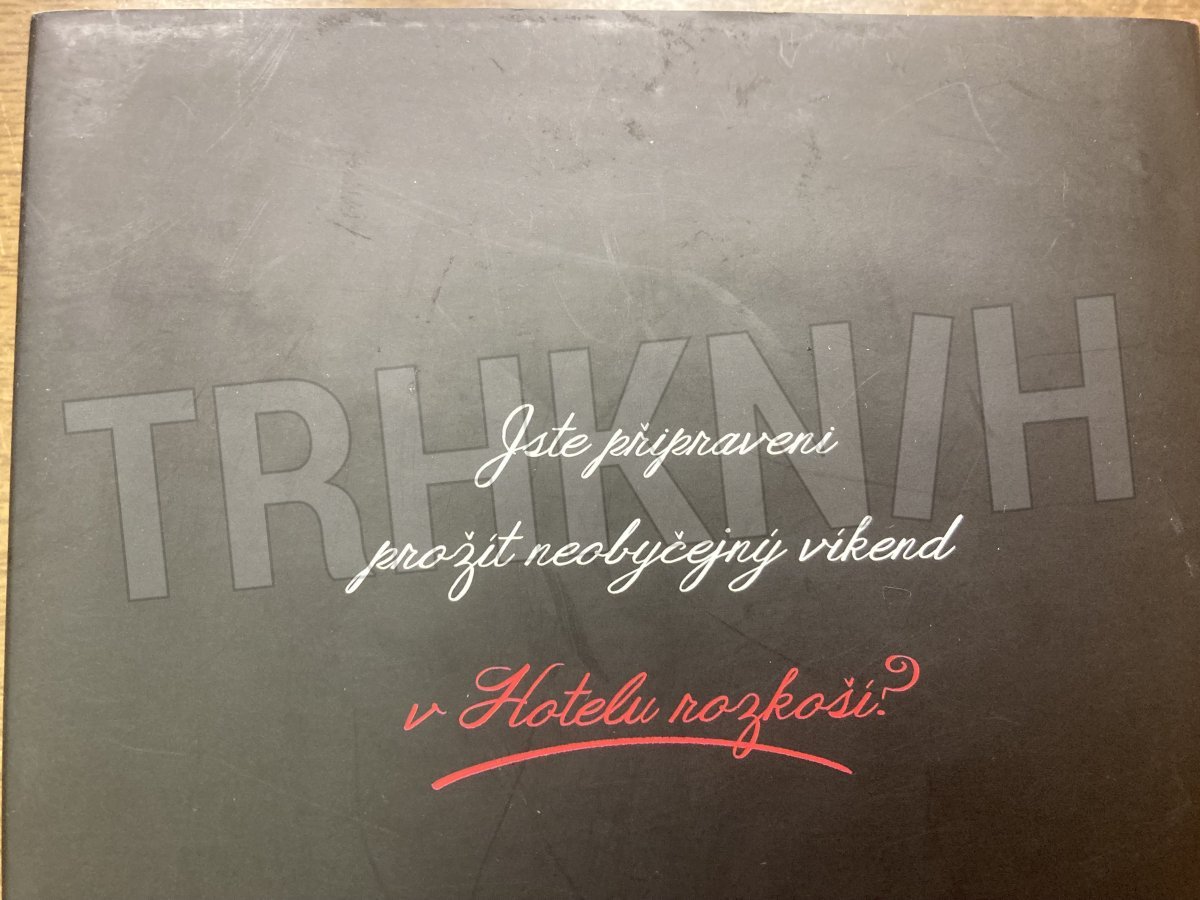 TRHKNIH
Jste připraveni
prožít neobyčejný víkend
v Hotelu rozkoší?